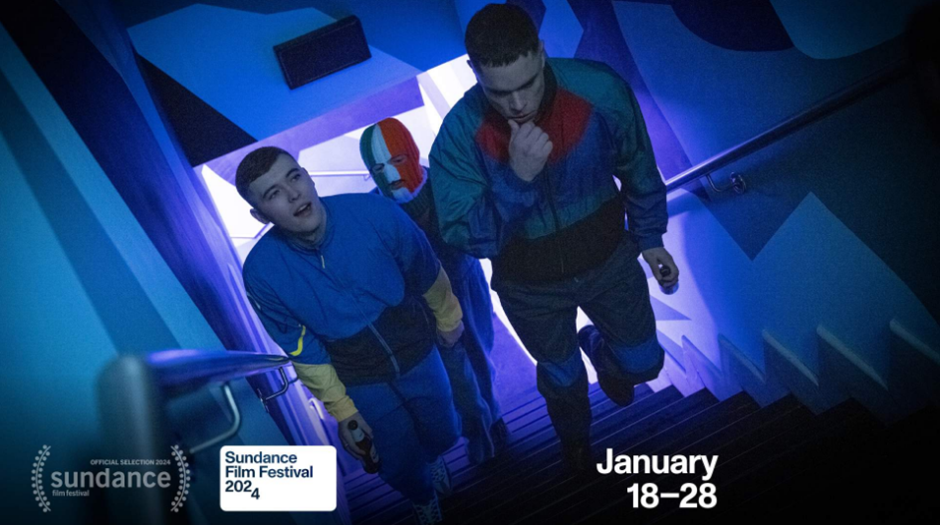 OFFICIAL SELECTION 2024
sundance
film festival
Sundance
Film Festival
2024
January
18–28